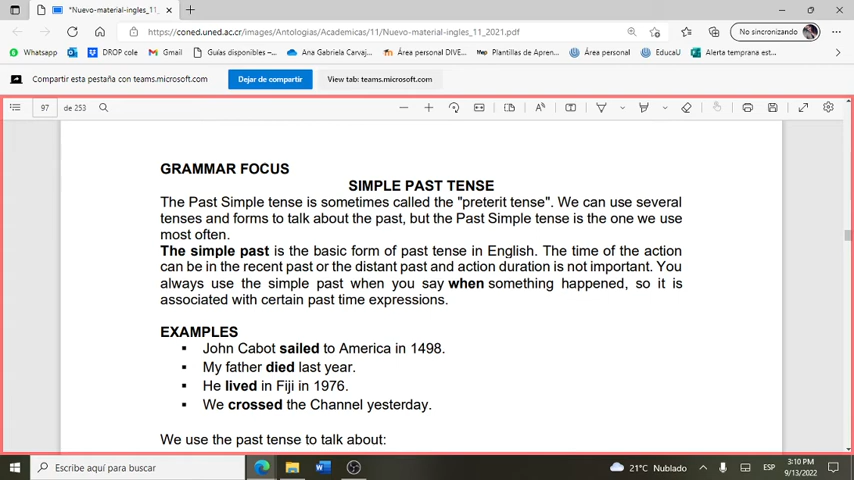 *Nuevo-material-ingles_11_2021.p
https://coned.uned.ac.cr/images/Antologias/Academicas/11/Nuevo-material-ingles_11_2021.pdf
No sincronizando
Whatsapp DROP cole Gmail Guías disponibles –... Ana Gabriela Carvaj... Área personal DIVE... Plantillas de Apren... Área personal EducaU Alerta temprana est...
Compartir esta pestaña con teams.microsoft.com Dejar de compartir View tab: teams.microsoft.com
97 de 253
GRAMMAR FOCUS
SIMPLE PAST TENSE
The Past Simple tense is sometimes called the "preterit tense". We can use several
tenses and forms to talk about the past, but the Past Simple tense is the one we use
most often.
The simple past is the basic form of past tense in English. The time of the action
can be in the recent past or the distant past and action duration is not important. You
always use the simple past when you say when something happened, so it is
associated with certain past time expressions.
EXAMPLES
▪ John Cabot sailed to America in 1498.
▪ My father died last year.
▪ He lived in Fiji in 1976.
▪ We crossed the Channel yesterday.
We use the past tense to talk about:
Escribe aquí para buscar
21°C Nublado
ESP
3:10 PM
9/13/2022